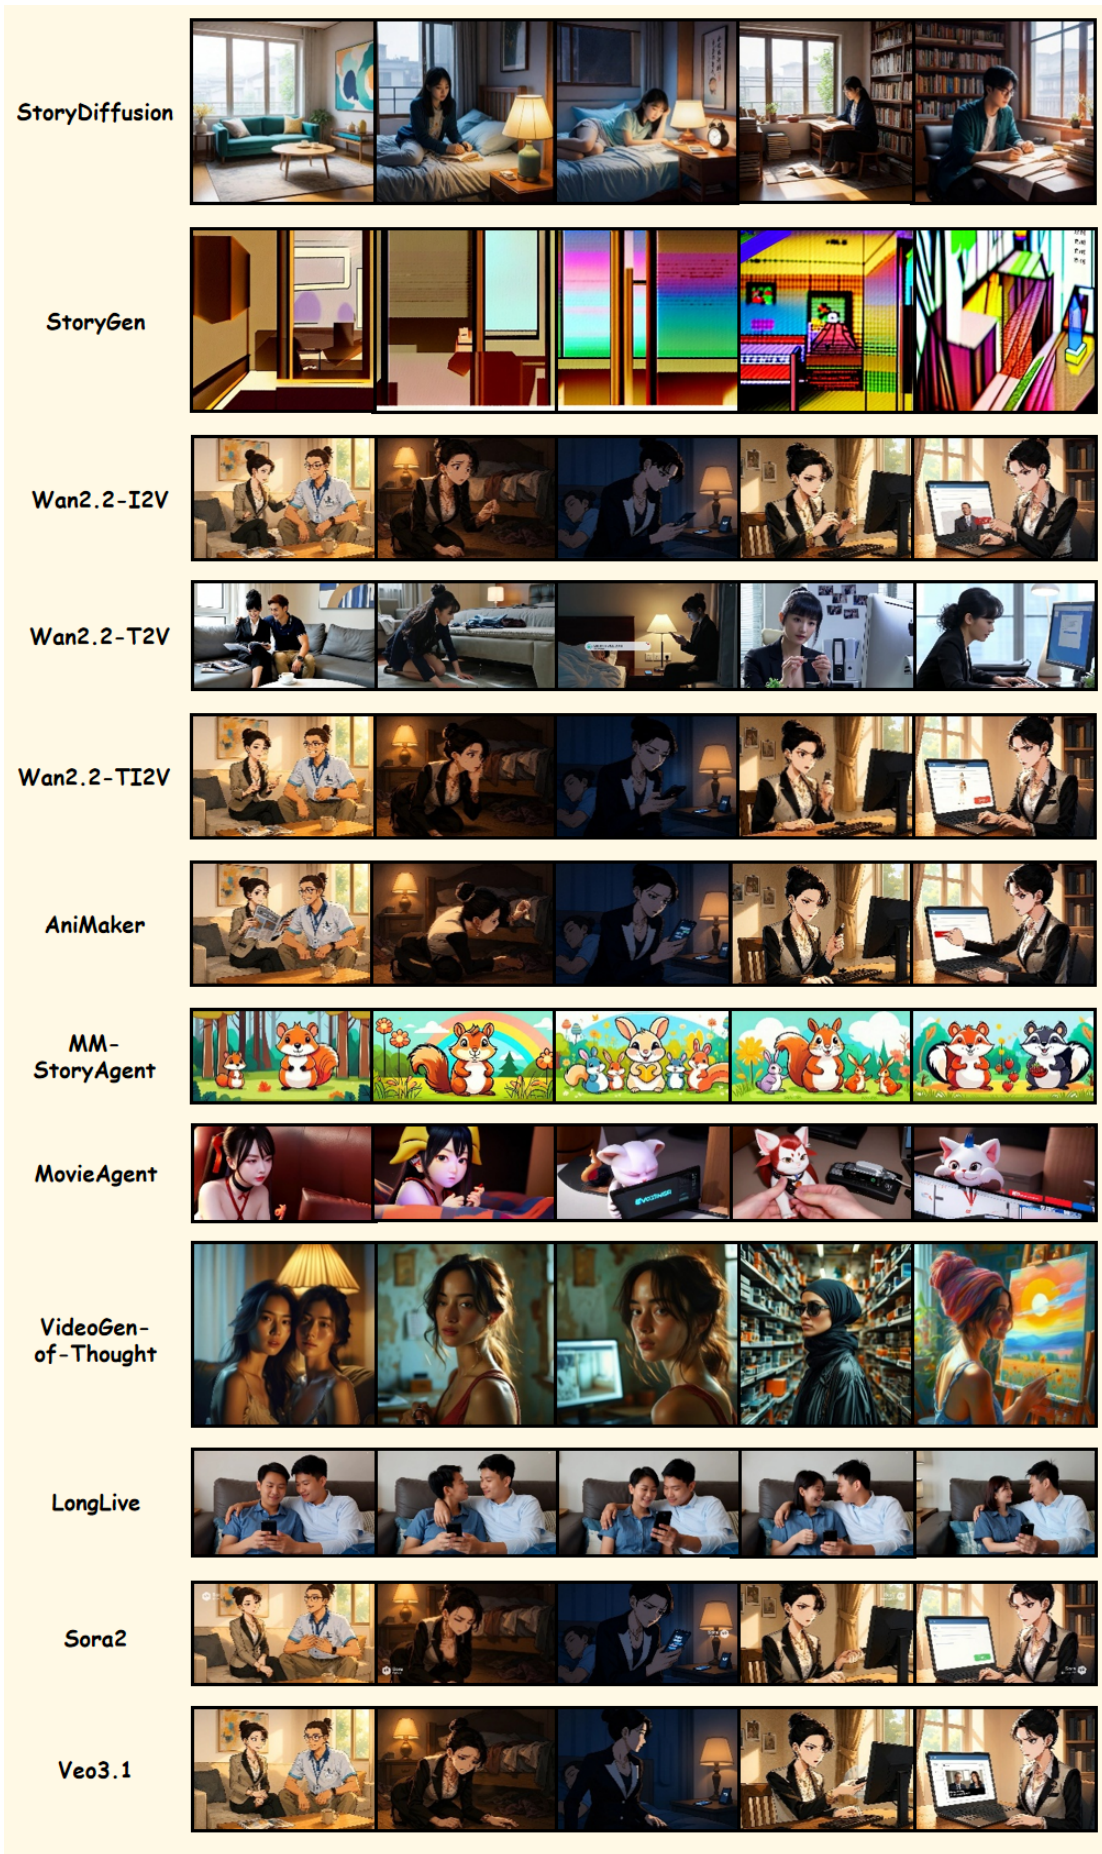 StoryDiffusion
StoryGen
Wan2.2-I2V
Wan2.2-T2V
Wan2.2-TI2V
AniMaker
MM-
StoryAgent
MovieAgent
VideoGen-
of-Thought
LongLive
Sora2
Veo3.1